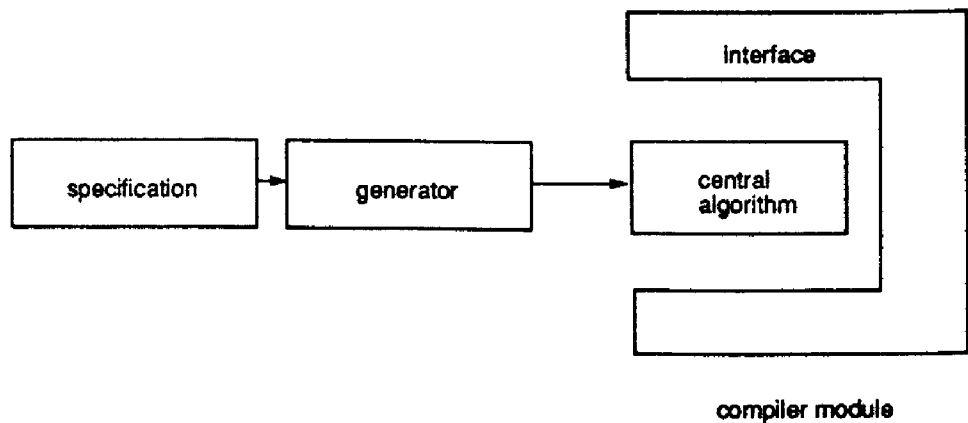 interface
specification
generator
central
algorithm
compiler module